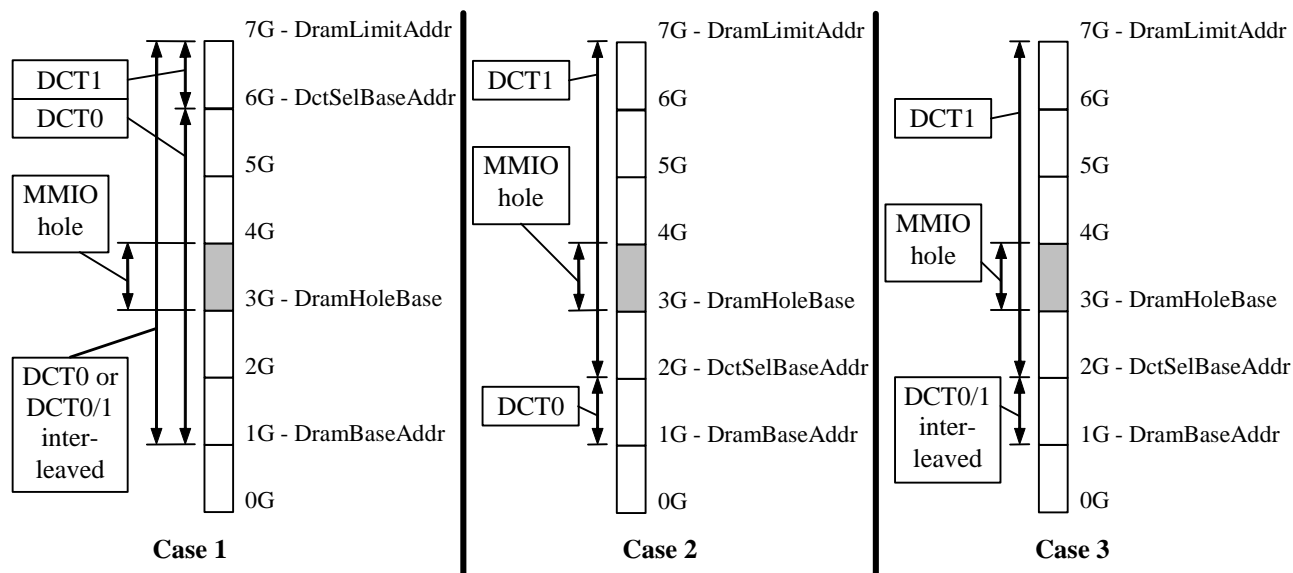 7G - DramLimitAddr
DCT1
6G - DctSelBaseAddr
DCT0
5G
MMIO
hole
4G
3G - DramHoleBase
2G
DCT0 or
DCT0/1
inter-
leaved
1G - DramBaseAddr
0G
Case 1
7G - DramLimitAddr
DCT1
6G
5G
MMIO
hole
4G
3G - DramHoleBase
2G - DctSelBaseAddr
DCT0
1G - DramBaseAddr
0G
Case 2
7G - DramLimitAddr
6G
DCT1
5G
4G
MMIO
hole
3G - DramHoleBase
2G - DctSelBaseAddr
DCT0/1
inter-
leaved
1G - DramBaseAddr
0G
Case 3